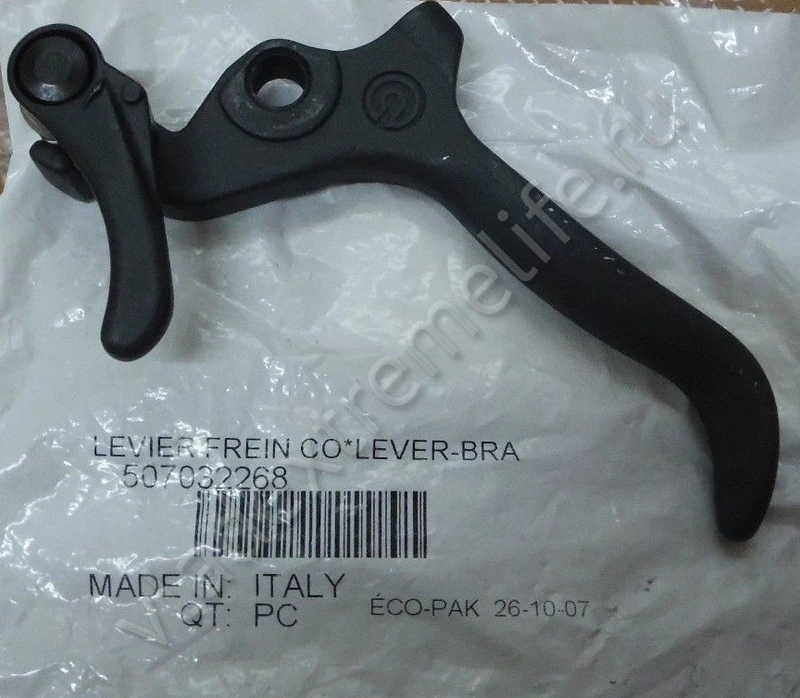 LEVIER FREIN CO*LEVER-BRA
507032268
MADE IN: ITALY
QT: PC
ÉCO-PAK 26-10-07